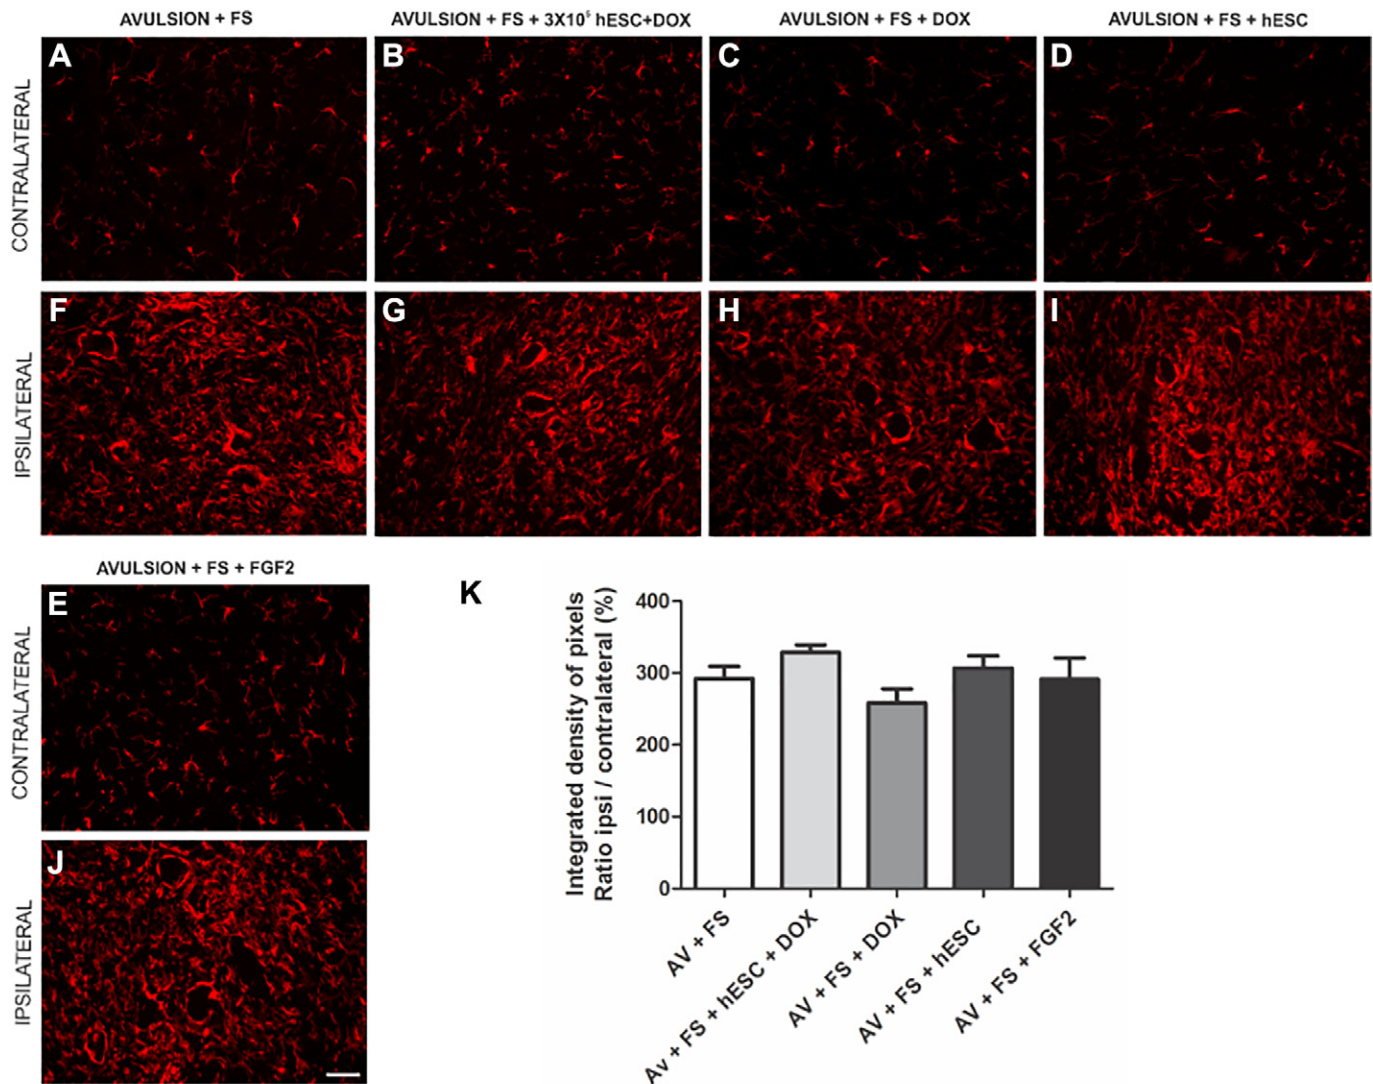 AVULSION + FS
AVULSION + FS + 3X10⁵ hESC+DOX
AVULSION + FS + DOX
AVULSION + FS + hESC
CONTRALATERAL
A
B
C
D
IPSILATERAL
F
G
H
I
AVULSION + FS + FGF2
CONTRALATERAL
E
IPSILATERAL
J
K
Integrated density of pixels
Ratio ipsi / contralateral (%)
400
300
200
100
0
AV + FS
Av + FS + hESC + DOX
AV + FS + DOX
AV + FS + hESC
AV + FS + FGF2